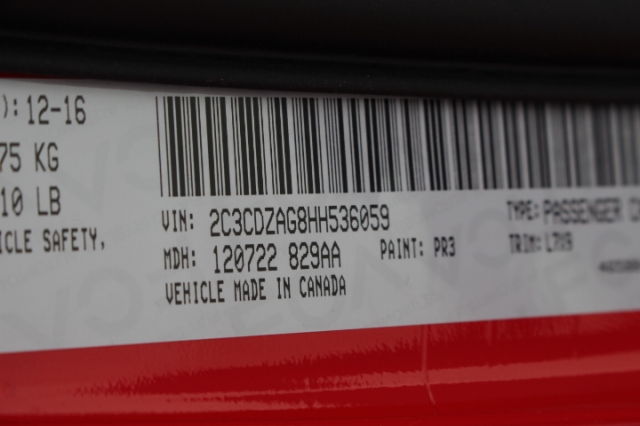 ): 12-16
75 KG
10 LB
ICLE SAFETY,
VIN: 2C3CDZAG8HH536059
TYPE: PASSENGER
MDH: 120722 829AA
PAINT: PR3
TRIM: L7V9
VEHICLE MADE IN CANADA